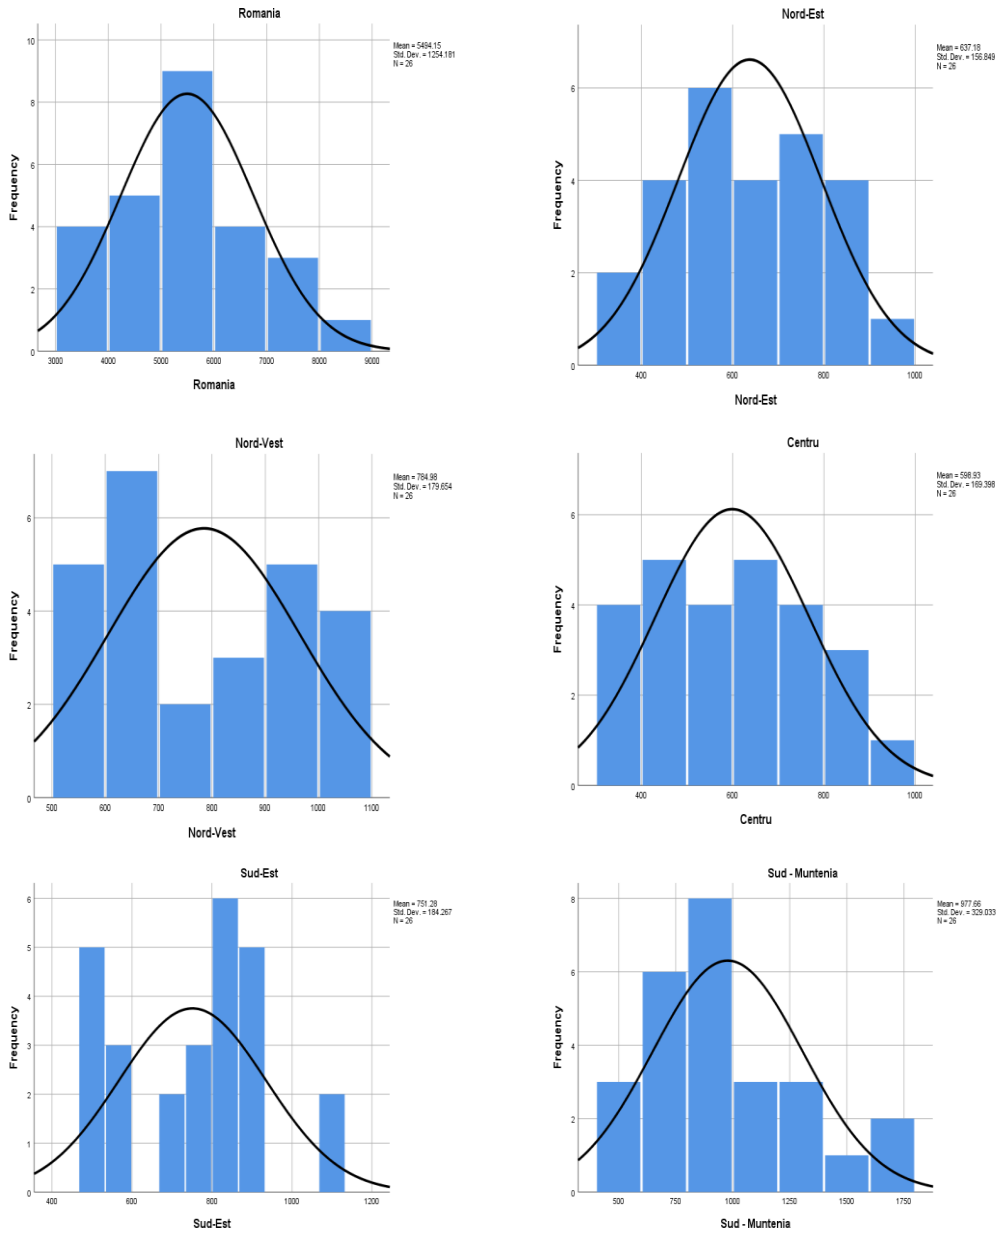 Romania
Mean = 5494.15
Std. Dev. = 1254.181
N = 26
Frequency
10
8
6
4
2
0
3000 4000 5000 6000 7000 8000 9000
Romania
Nord-Est
Mean = 637.18
Std. Dev. = 156.849
N = 26
Frequency
6
4
2
0
400 600 800 1000
Nord-Est
Nord-Vest
Mean = 784.98
Std. Dev. = 179.654
N = 26
Frequency
6
4
2
0
500 600 700 800 900 1000 1100
Nord-Vest
Centru
Mean = 598.93
Std. Dev. = 169.398
N = 26
Frequency
6
4
2
0
400 600 800 1000
Centru
Sud-Est
Mean = 751.28
Std. Dev. = 184.267
N = 26
Frequency
6
5
4
3
2
1
0
400 600 800 1000 1200
Sud-Est
Sud - Muntenia
Mean = 977.66
Std. Dev. = 329.033
N = 26
Frequency
8
6
4
2
0
500 750 1000 1250 1500 1750
Sud - Muntenia